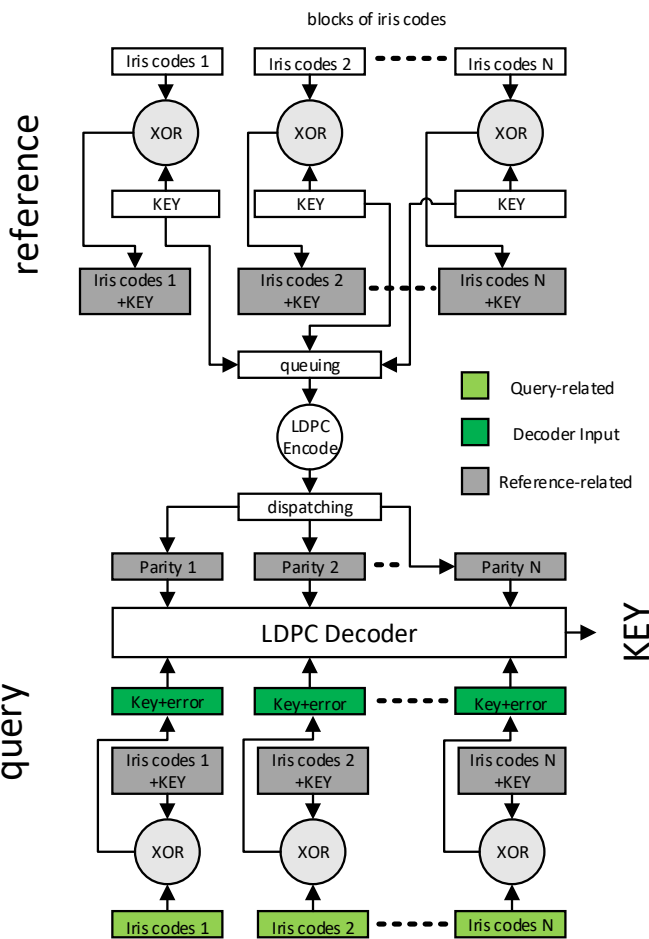 blocks of iris codes
Iris codes 1
Iris codes 2
Iris codes N
XOR
XOR
XOR
reference
KEY
KEY
KEY
Iris codes 1
+KEY
Iris codes 2
+KEY
Iris codes N
+KEY
queuing
Query-related
LDPC
Encode
Decoder Input
Reference-related
dispatching
Parity 1
Parity 2
Parity N
LDPC Decoder
KEY
query
Key+error
Key+error
Key+error
Iris codes 1
+KEY
Iris codes 2
+KEY
Iris codes N
+KEY
XOR
XOR
XOR
Iris codes 1
Iris codes 2
Iris codes N